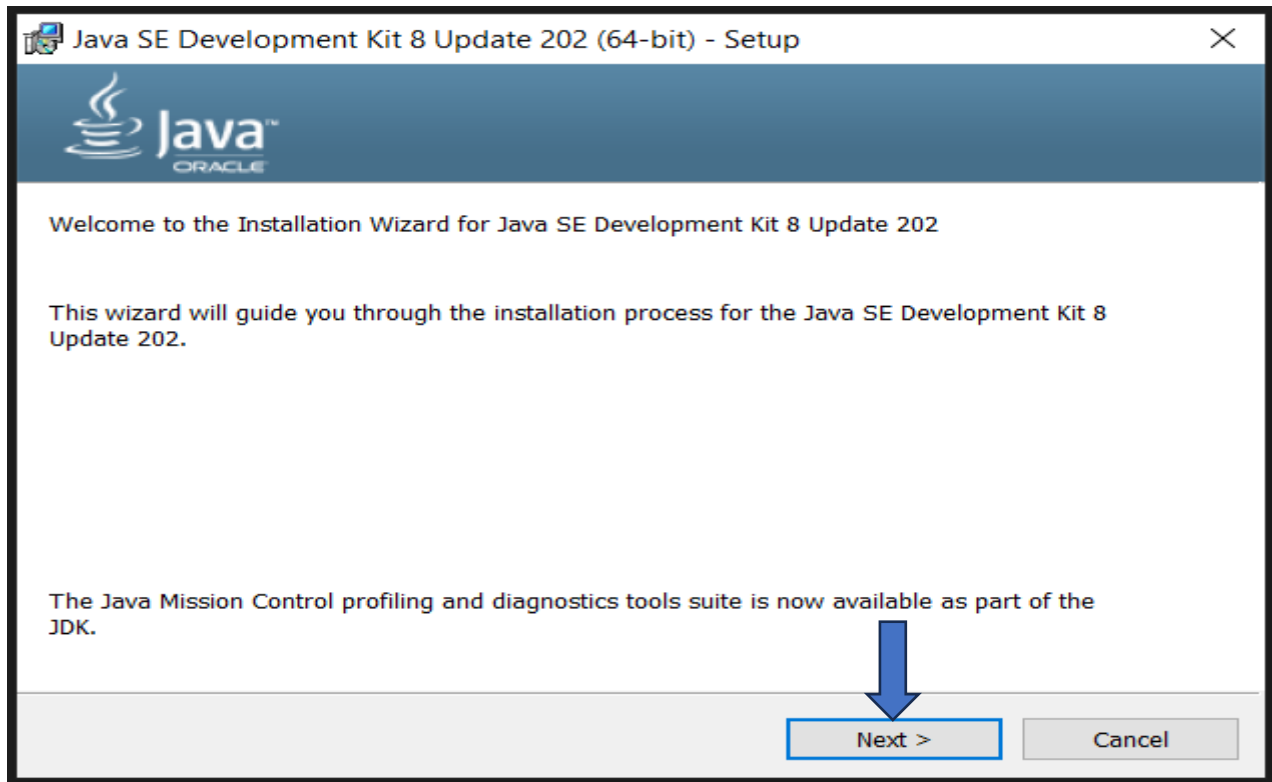 Java SE Development Kit 8 Update 202 (64-bit) - Setup
Java™
ORACLE
Welcome to the Installation Wizard for Java SE Development Kit 8 Update 202
This wizard will guide you through the installation process for the Java SE Development Kit 8
Update 202.
The Java Mission Control profiling and diagnostics tools suite is now available as part of the
JDK.
Next >
Cancel